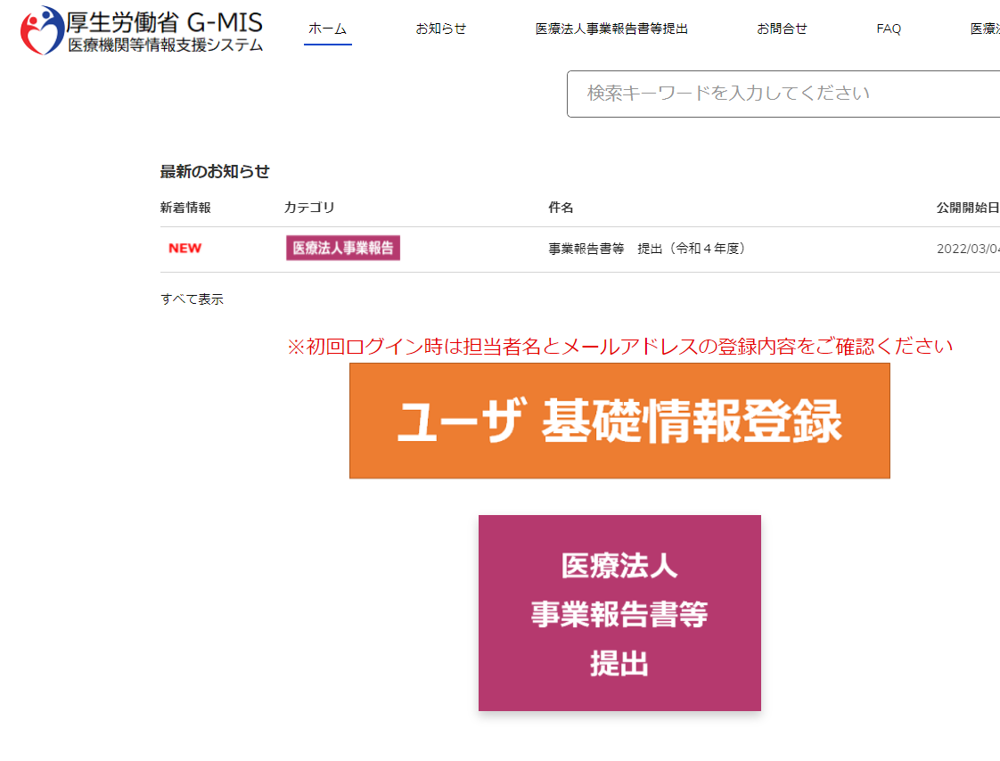 厚生労働省 G-MIS
医療機関等情報支援システム
ホーム お知らせ 医療法人事業報告書等提出 お問合せ FAQ 医療
検索キーワードを入力してください
最新のお知らせ
新着情報 カテゴリ 件名 公開開始日
NEW 医療法人事業報告 事業報告書等　提出（令和４年度） 2022/03/04
すべて表示
※初回ログイン時は担当者名とメールアドレスの登録内容をご確認ください
ユーザ 基礎情報登録
医療法人
事業報告書等
提出